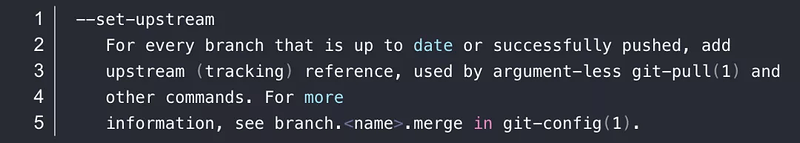 1 --set-upstream
2 For every branch that is up to date or successfully pushed, add
3 upstream (tracking) reference, used by argument-less git-pull(1) and
4 other commands. For more
5 information, see branch.<name>.merge in git-config(1).